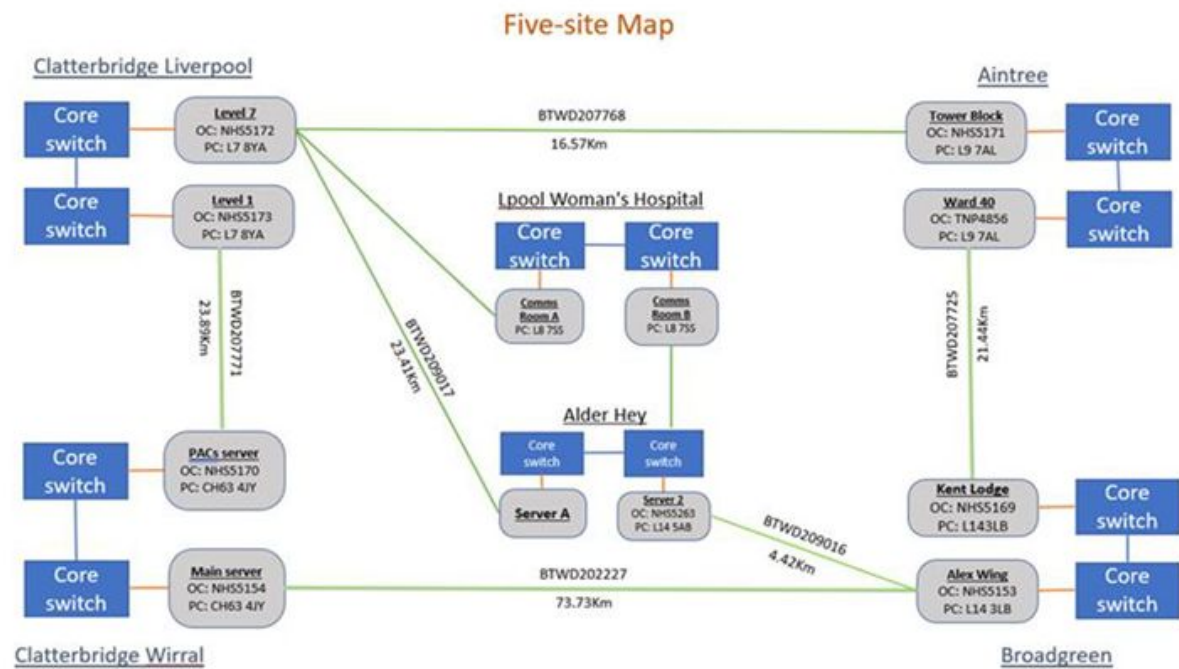 Five-site Map
Clatterbridge Liverpool
Aintree
Core
switch
Level 7
OC: NHS5172
PC: L7 8YA
BTWD207768
16.57Km
Tower Block
OC: NHS5171
PC: L9 7AL
Core
switch
Core
switch
Level 1
OC: NHS5173
PC: L7 8YA
Lpool Woman's Hospital
Core
switch
Core
switch
Ward 40
OC: TNP4856
PC: L9 7AL
Core
switch
Comms
Room A
PC: L8 7SS
Comms
Room B
PC: L8 7SS
BTWD207771
23.89Km
BTWD209017
23.41Km
BTWD207725
21.44Km
Alder Hey
Core
switch
Core
switch
Core
switch
PACs server
OC: NHS5170
PC: CH63 4JY
Server A
Server 2
OC: NHS5263
PC: L14 5AB
Kent Lodge
OC: NHS5169
PC: L143LB
Core
switch
BTWD209016
4.42Km
Core
switch
Main server
OC: NHS5154
PC: CH63 4JY
BTWD202227
73.73Km
Alex Wing
OC: NHS5153
PC: L14 3LB
Core
switch
Clatterbridge Wirral
Broadgreen